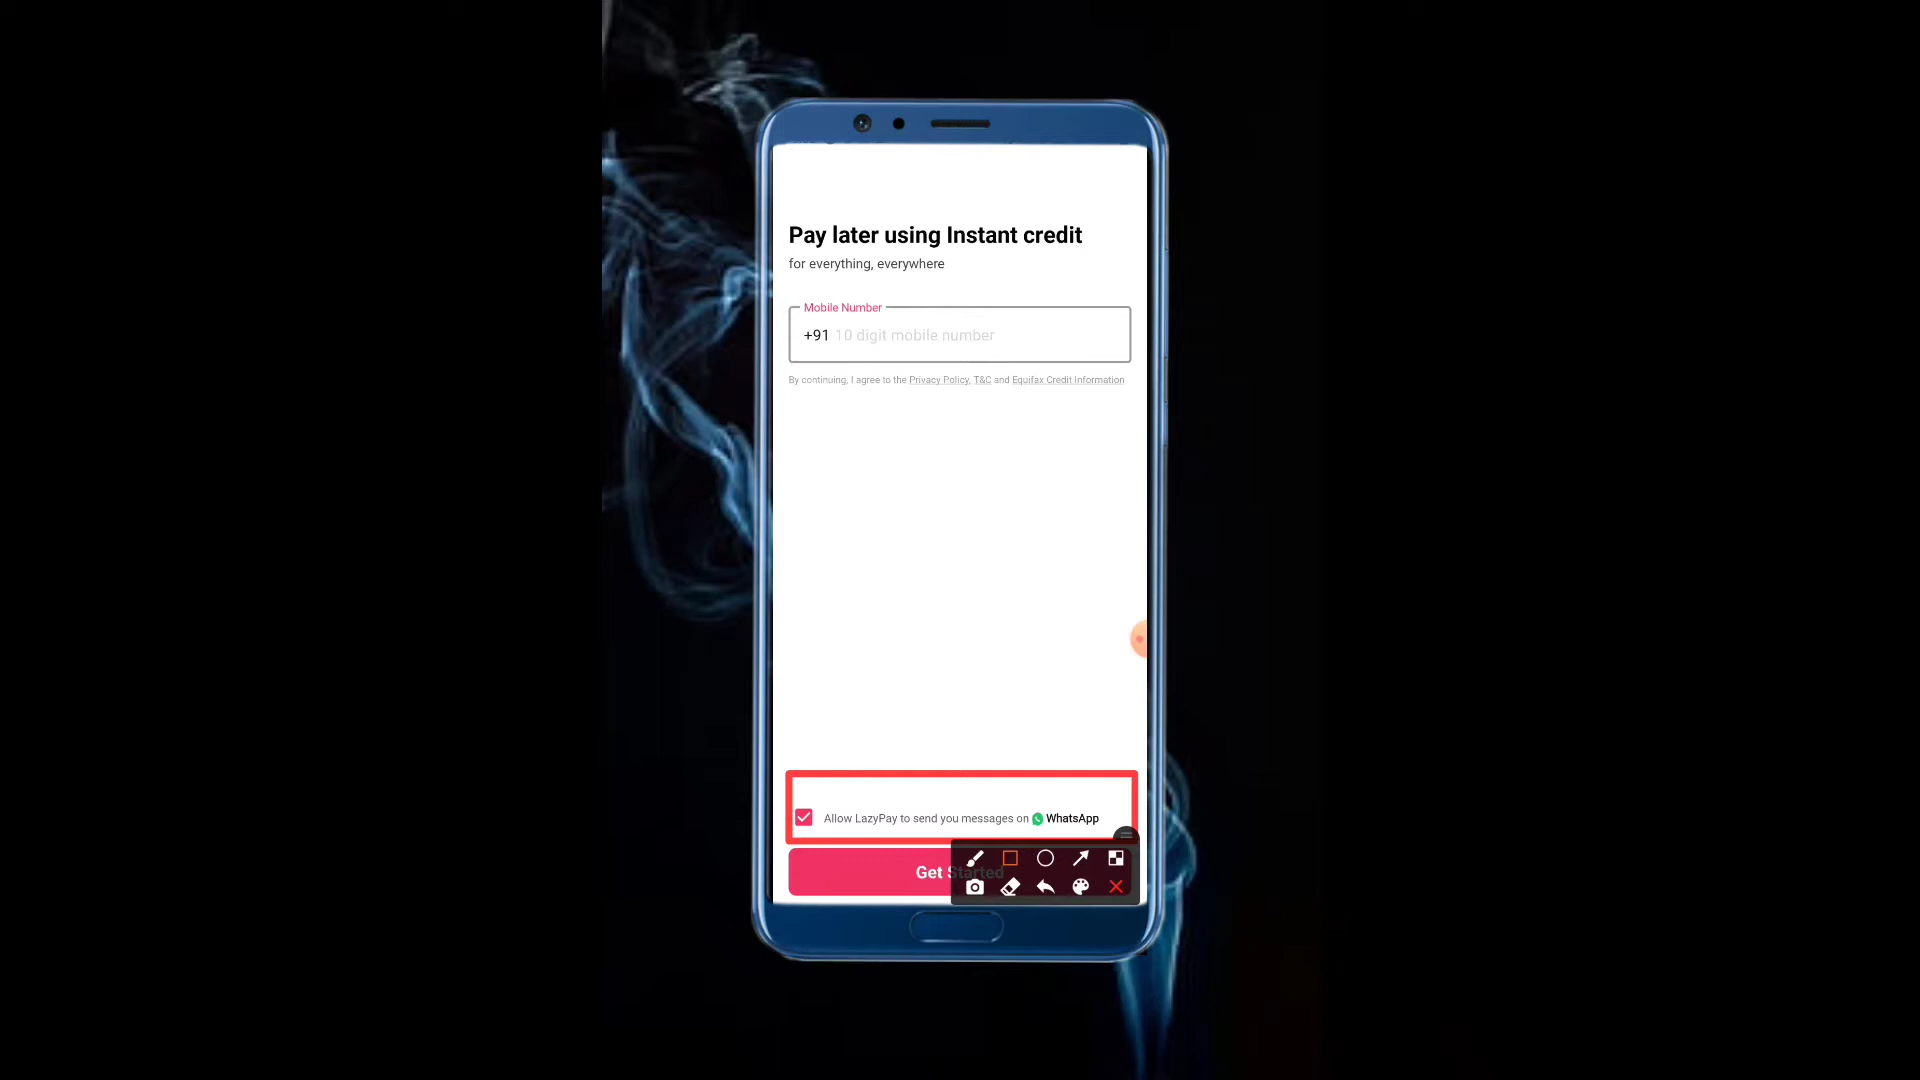 Pay later using Instant credit
for everything, everywhere
Mobile Number
+91 10 digit mobile number
By continuing, I agree to the Privacy Policy, T&C and Equifax Credit Information
Allow LazyPay to send you messages on WhatsApp
Get Started